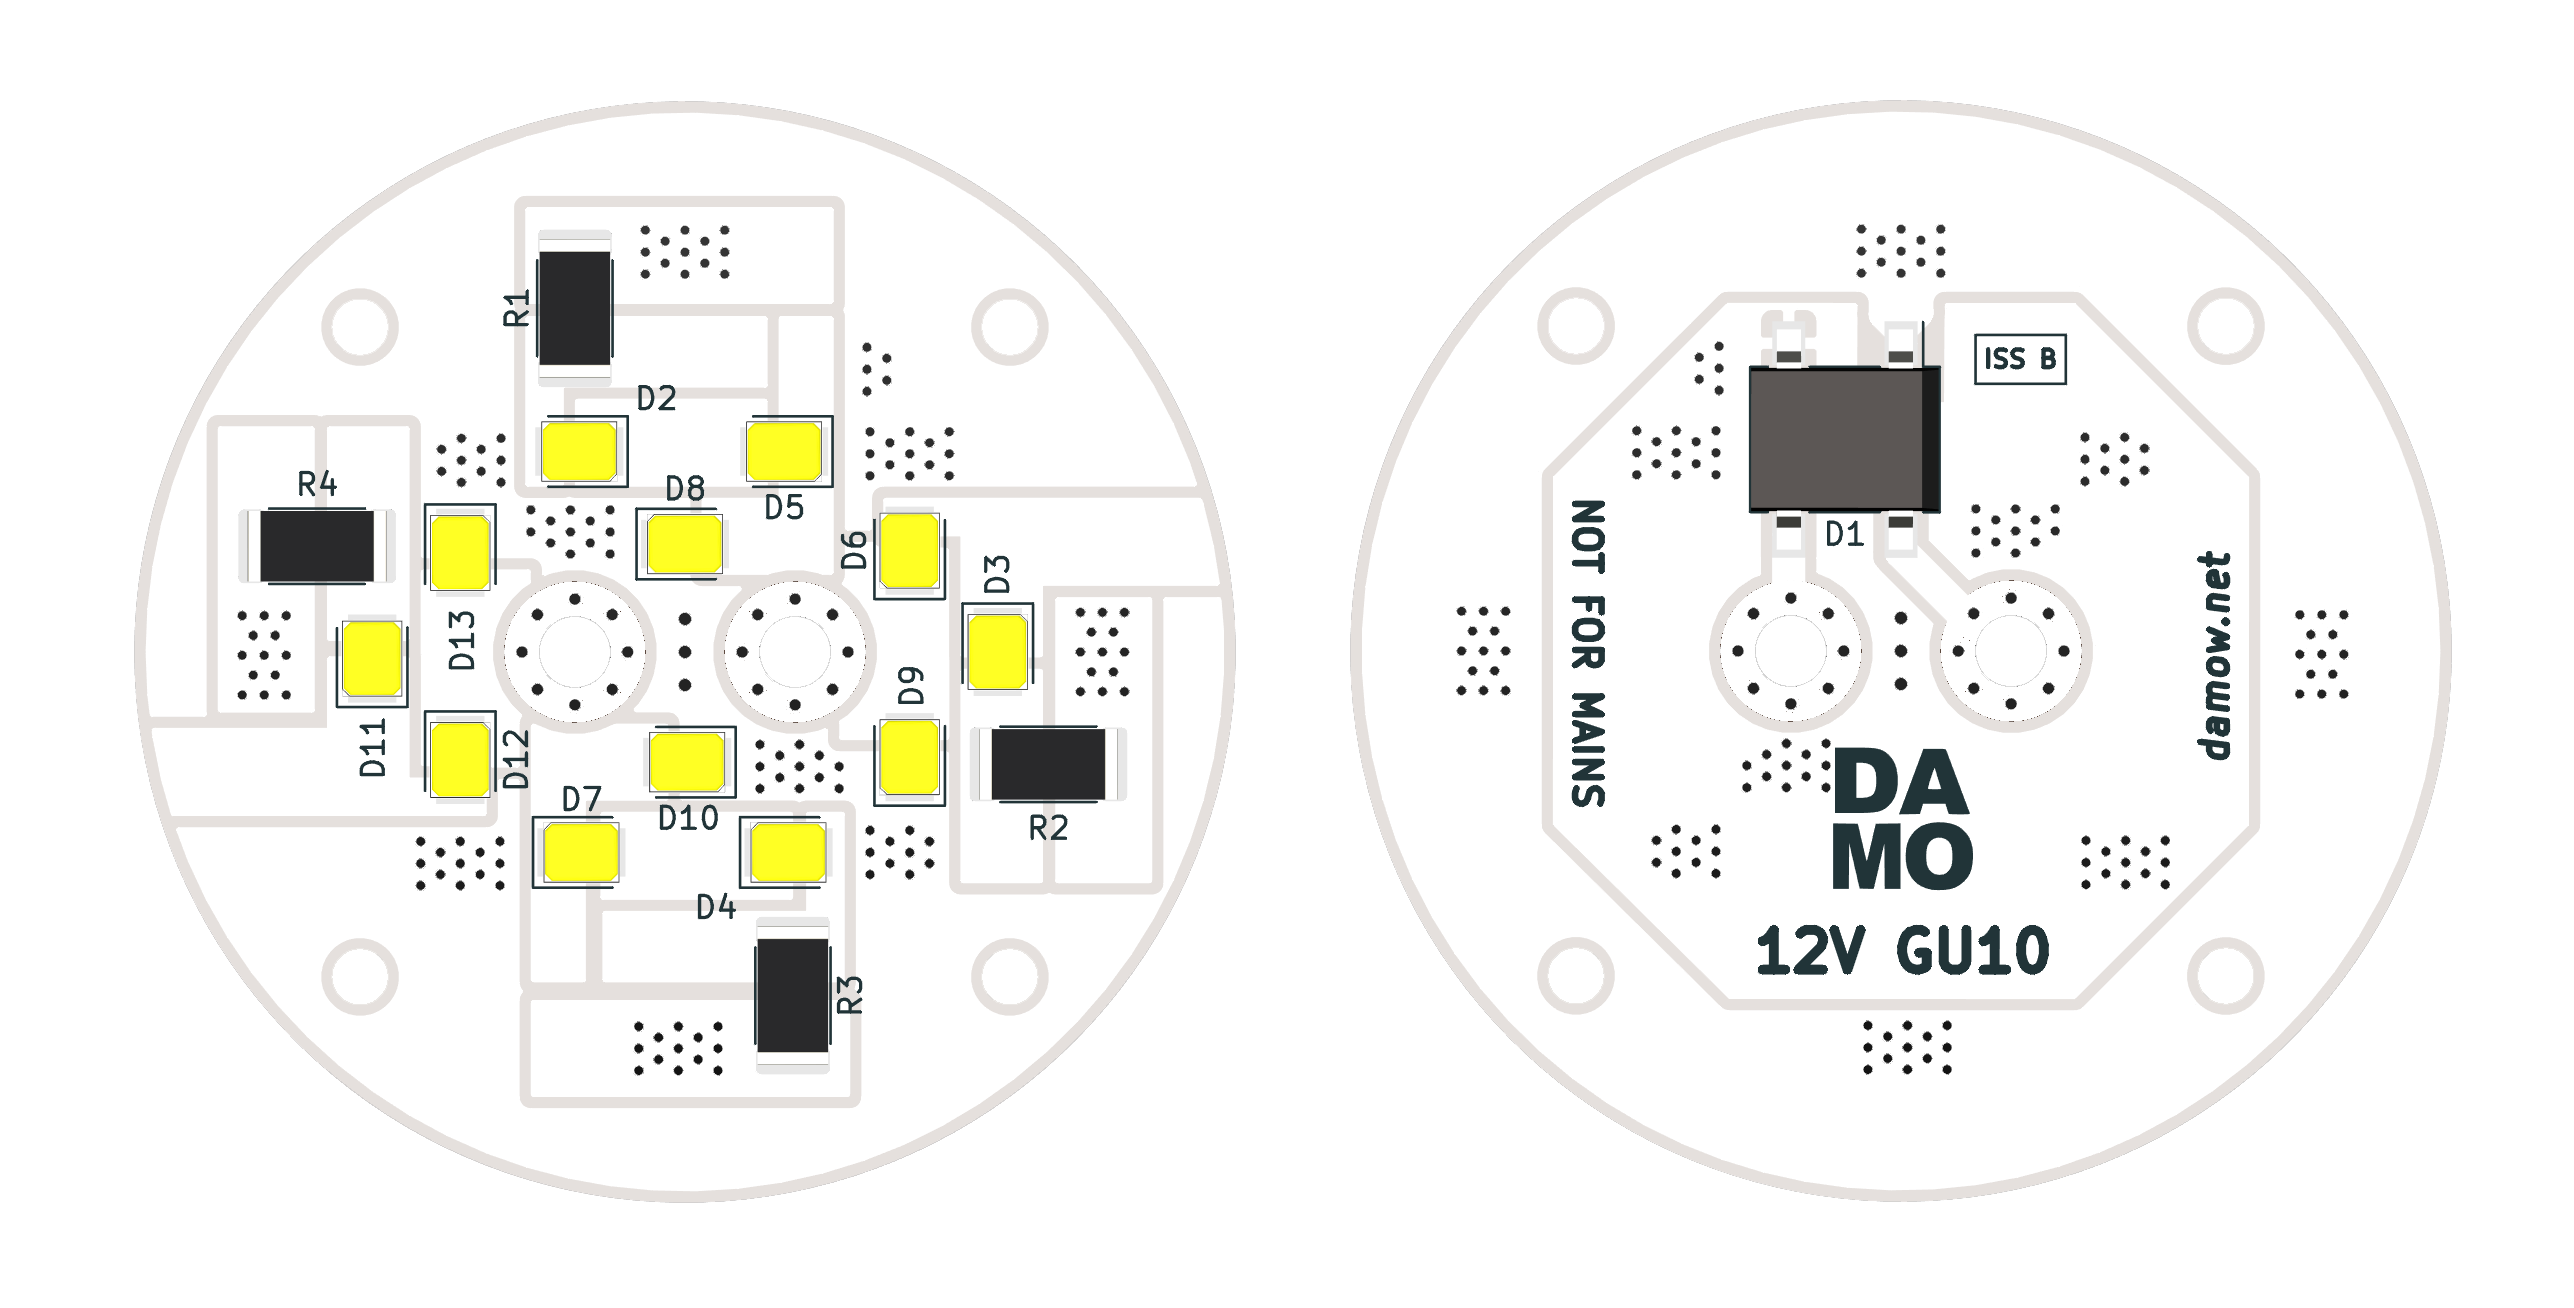 R1
D2
R4
D8
D5
D6
D3
D13
D9
D11
D12
D7
D10
R2
D4
R3
ISS B
D1
NOT FOR MAINS
damow.net
DA
MO
12V GU10